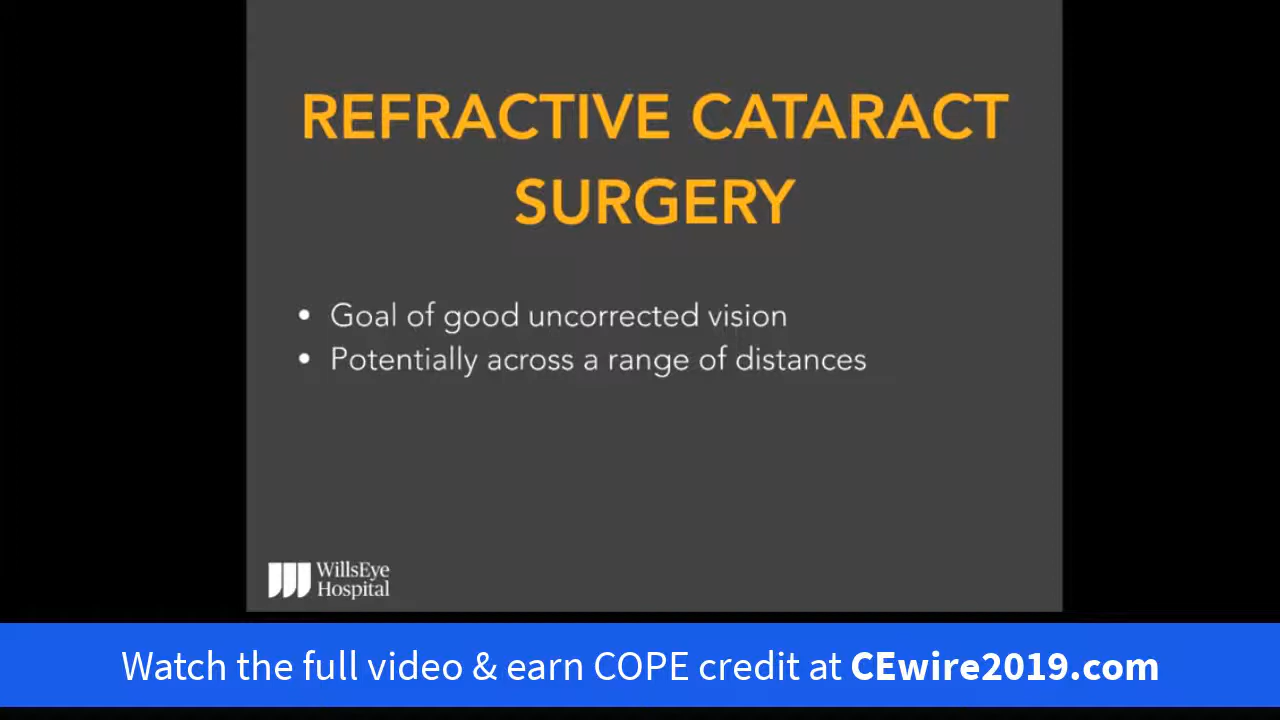 REFRACTIVE CATARACT
SURGERY
• Goal of good uncorrected vision
• Potentially across a range of distances
WillsEye
Hospital
Watch the full video & earn COPE credit at CEwire2019.com